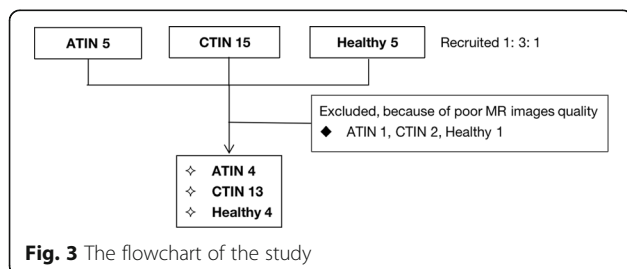 ATIN 5
CTIN 15
Healthy 5
Recruited 1: 3: 1
Excluded, because of poor MR images quality
◆ ATIN 1, CTIN 2, Healthy 1
✧ ATIN 4
✧ CTIN 13
✧ Healthy 4
Fig. 3 The flowchart of the study